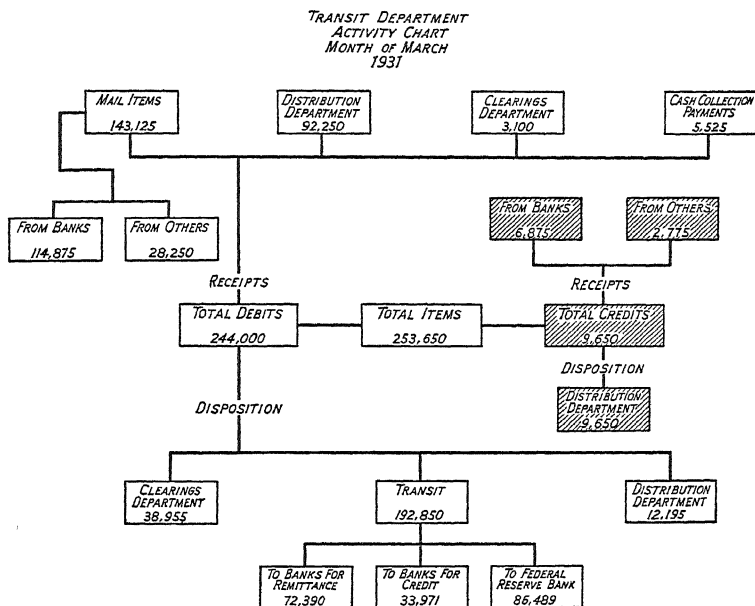 TRANSIT DEPARTMENT
ACTIVITY CHART
MONTH OF MARCH
1931
MAIL ITEMS
143,125
DISTRIBUTION
DEPARTMENT
92,250
CLEARINGS
DEPARTMENT
3,100
CASH COLLECTION
PAYMENTS
5,525
FROM BANKS
114,875
FROM OTHERS
28,250
FROM BANKS
6,875
FROM OTHERS
2,775
RECEIPTS
RECEIPTS
TOTAL DEBITS
244,000
TOTAL ITEMS
253,650
TOTAL CREDITS
9,650
DISPOSITION
DISPOSITION
DISTRIBUTION
DEPARTMENT
9,650
CLEARINGS
DEPARTMENT
38,955
TRANSIT
192,850
DISTRIBUTION
DEPARTMENT
12,195
TO BANKS FOR
REMITTANCE
72,390
TO BANKS FOR
CREDIT
33,971
TO FEDERAL
RESERVE BANK
86,489